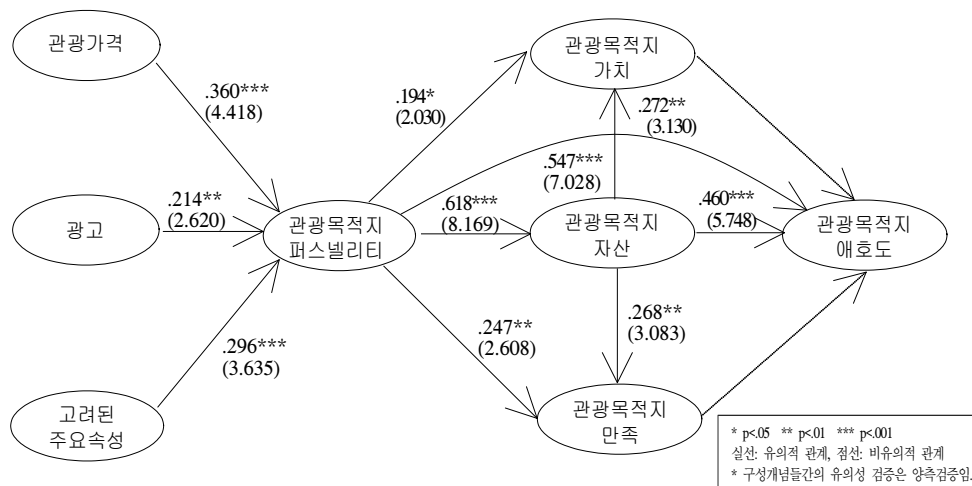 관광가격
관광목적지
가치
.360***
(4.418)
.194*
(2.030)
.272**
(3.130)
.547***
(7.028)
광고
.214**
(2.620)
관광목적지
퍼스넬리티
.618***
(8.169)
관광목적지
자산
.460***
(5.748)
관광목적지
애호도
.296***
(3.635)
.247**
(2.608)
.268**
(3.083)
고려된
주요속성
관광목적지
만족
* p<.05 ** p<.01 *** p<.001
실선: 유의적 관계, 점선: 비유의적 관계
* 구성개념들간의 유의성 검증은 양측검증임.